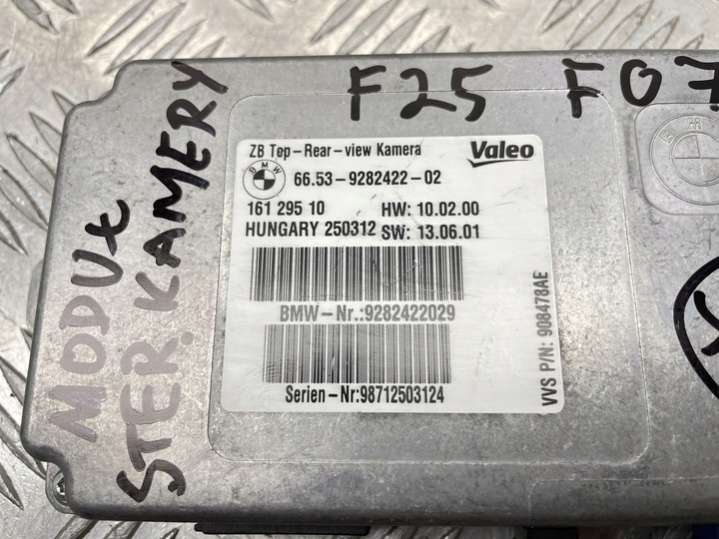 F25 F07
MODUŁ
STER. KAMERY
ZB Top-Rear-view Kamera
Valeo
BMW
66.53-9282422-02
161 295 10 HW: 10.02.00
HUNGARY 250312 SW: 13.06.01
BMW-Nr.:9282422029
Serien-Nr:98712503124
VVS P/N: 908478AE